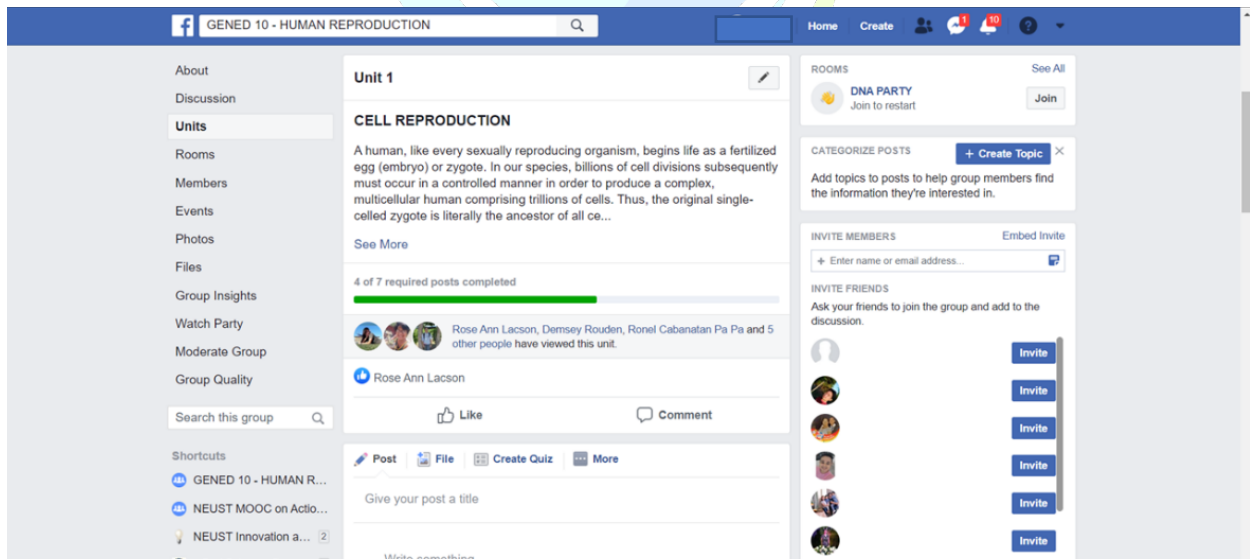 GENED 10 - HUMAN REPRODUCTION
Home
Create
1
10
About
Discussion
Units
Rooms
Members
Events
Photos
Files
Group Insights
Watch Party
Moderate Group
Group Quality
Search this group
Shortcuts
GENED 10 - HUMAN R...
NEUST MOOC on Actio...
NEUST Innovation a... 2
Unit 1
CELL REPRODUCTION
A human, like every sexually reproducing organism, begins life as a fertilized
egg (embryo) or zygote. In our species, billions of cell divisions subsequently
must occur in a controlled manner in order to produce a complex,
multicellular human comprising trillions of cells. Thus, the original single-
celled zygote is literally the ancestor of all ce...
See More
4 of 7 required posts completed
Rose Ann Lacson, Demsey Rouden, Ronel Cabanatan Pa Pa and 5
other people have viewed this unit.
Rose Ann Lacson
Like
Comment
Post
File
Create Quiz
More
Give your post a title
Write something
ROOMS
See All
DNA PARTY
Join to restart
Join
CATEGORIZE POSTS
+ Create Topic
Add topics to posts to help group members find
the information they're interested in.
INVITE MEMBERS
Embed Invite
+ Enter name or email address...
INVITE FRIENDS
Ask your friends to join the group and add to the
discussion.
Invite
Invite
Invite
Invite
Invite
Invite